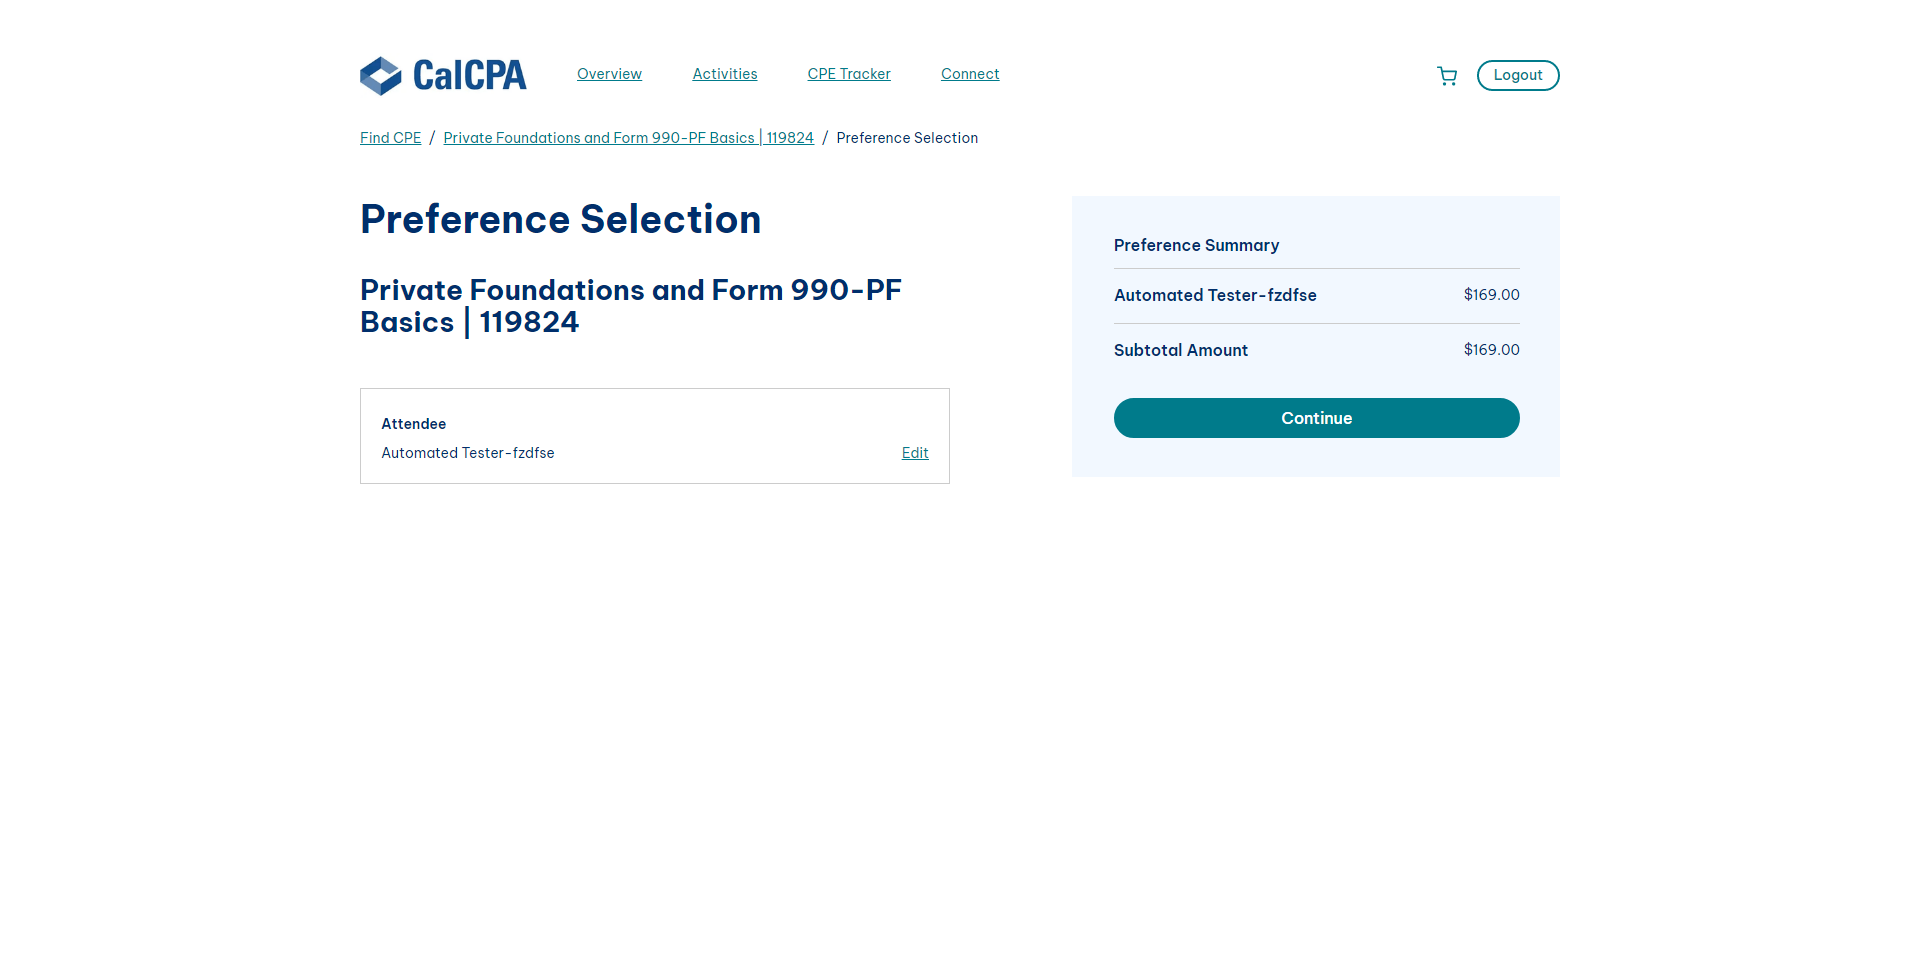 CalCPA
Overview
Activities
CPE Tracker
Connect
Logout
Find CPE / Private Foundations and Form 990-PF Basics | 119824 / Preference Selection
Preference Selection
Private Foundations and Form 990-PF
Basics | 119824
Attendee
Automated Tester-fzdfse
Edit
Preference Summary
Automated Tester-fzdfse $169.00
Subtotal Amount $169.00
Continue